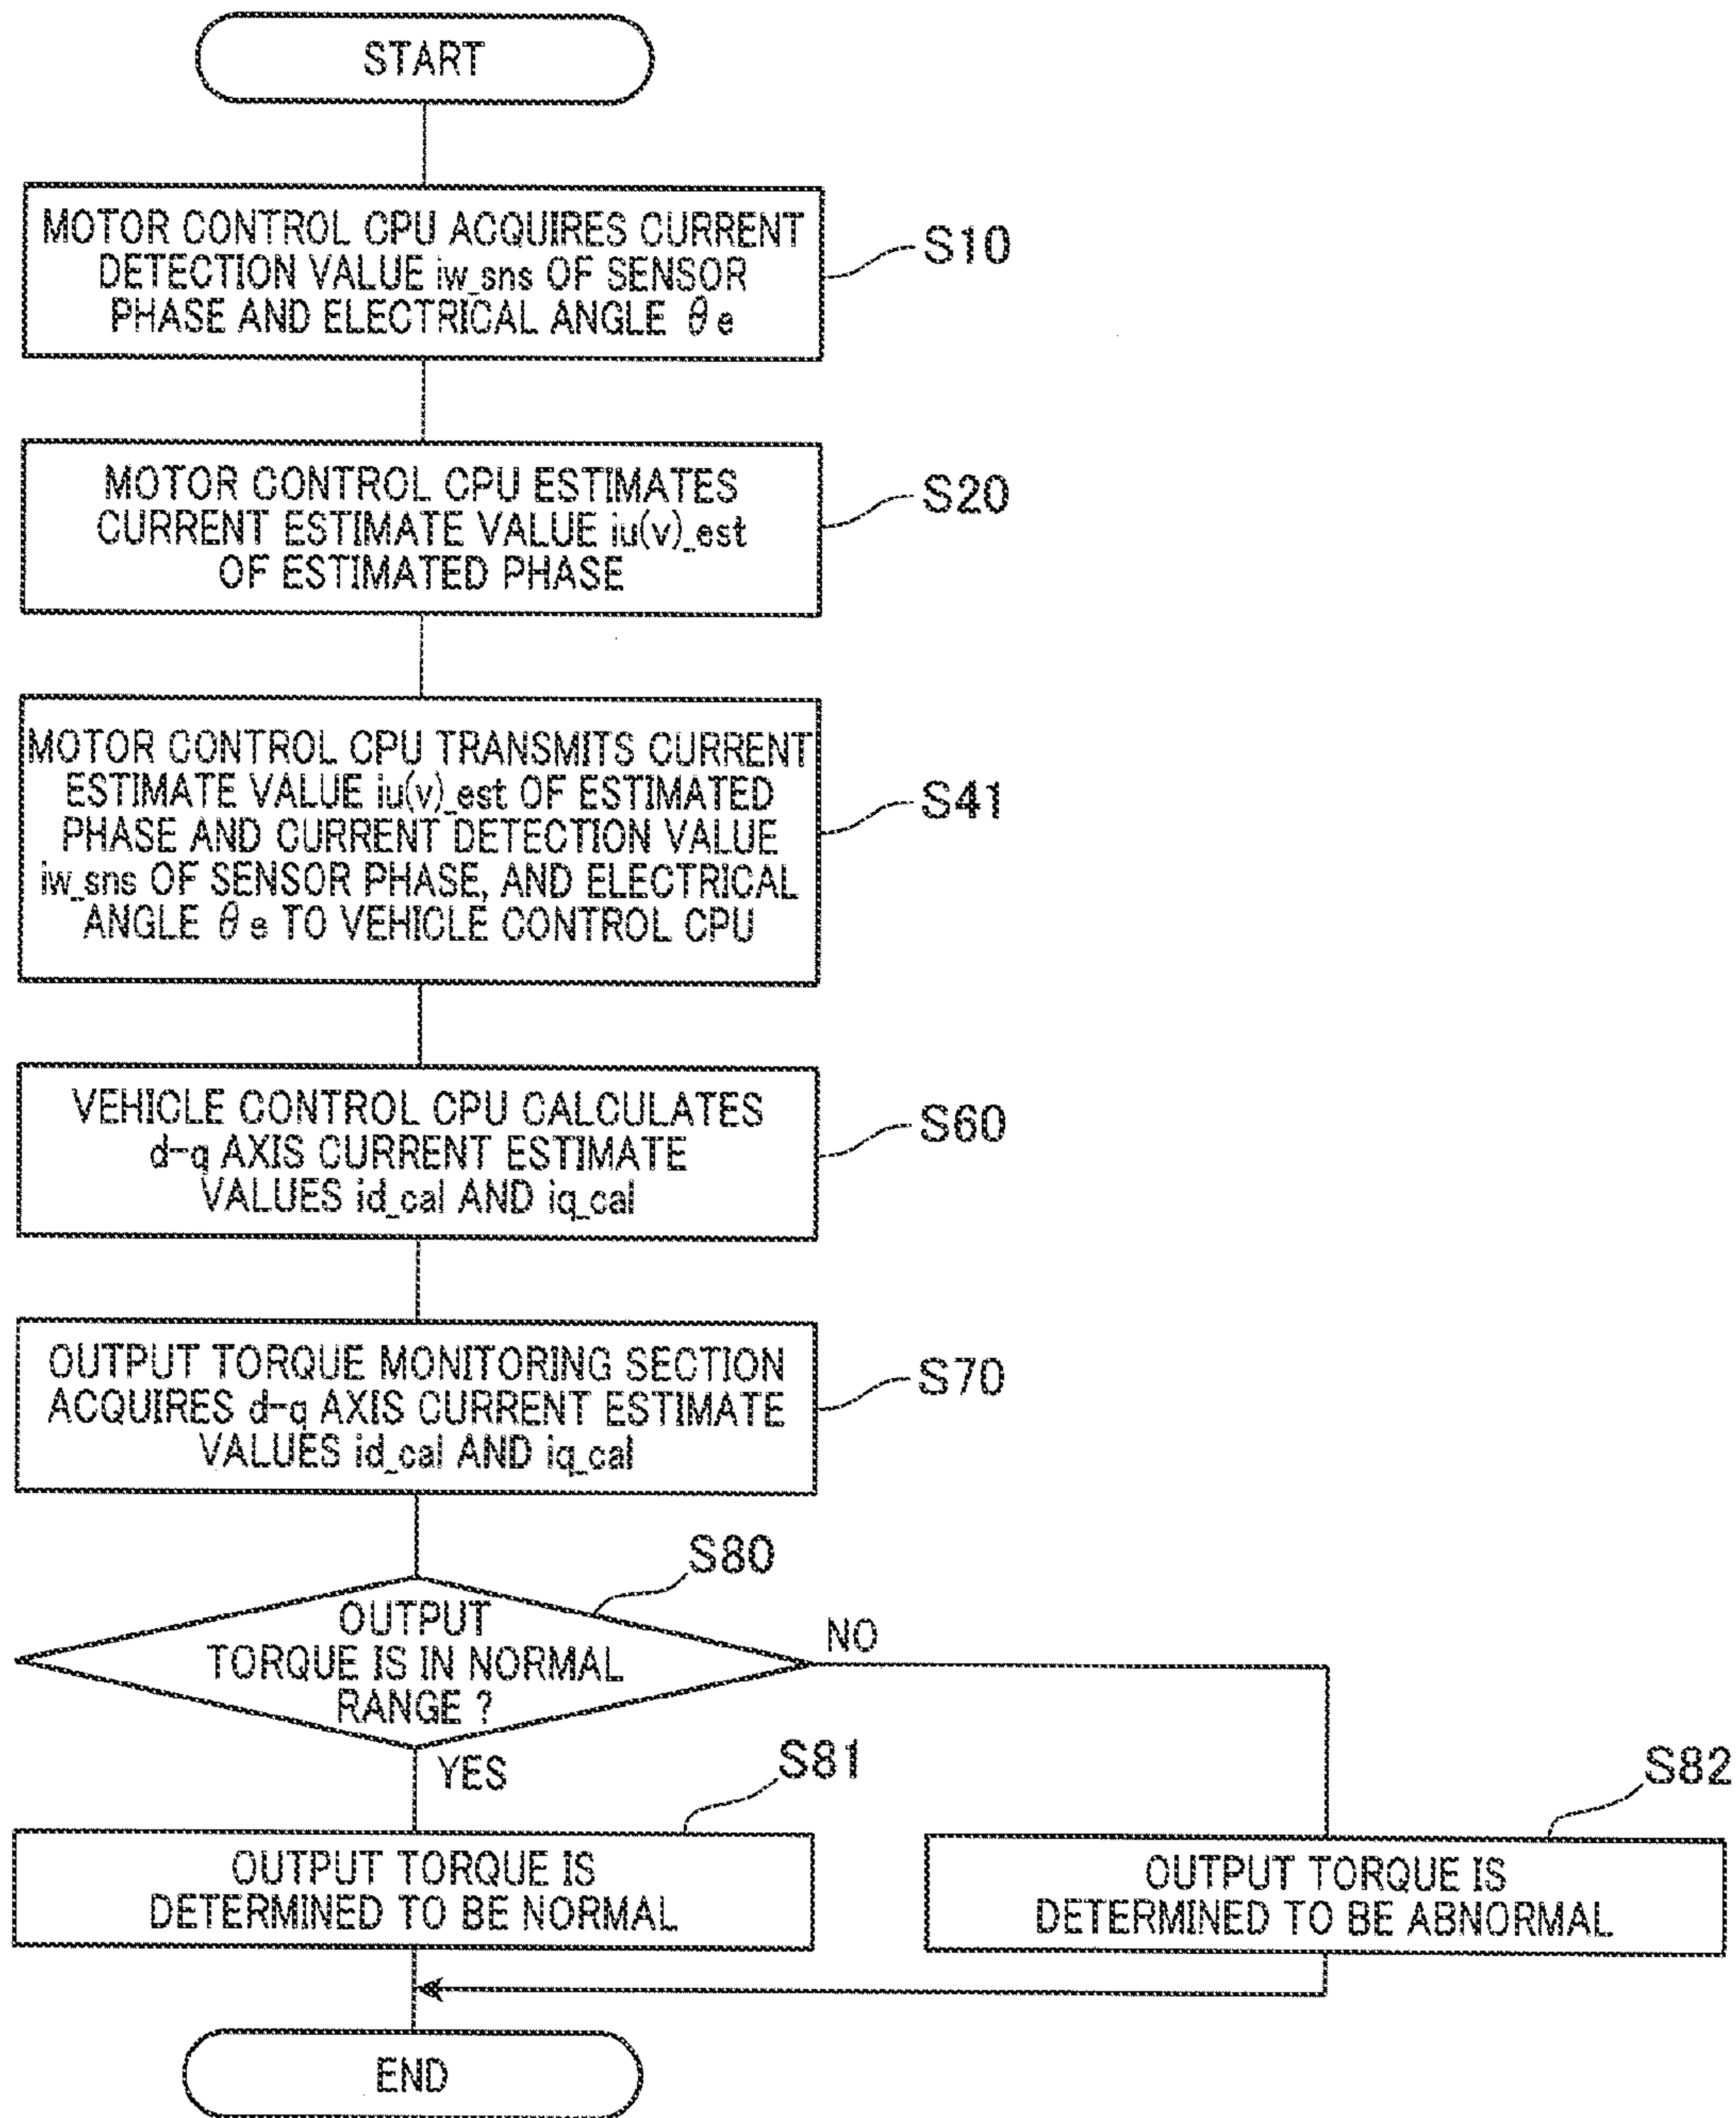 START
MOTOR CONTROL CPU ACQUIRES CURRENT
DETECTION VALUE iw_sns OF SENSOR
PHASE AND ELECTRICAL ANGLE θe
S10
MOTOR CONTROL CPU ESTIMATES
CURRENT ESTIMATE VALUE iu(v)_est
OF ESTIMATED PHASE
S20
MOTOR CONTROL CPU TRANSMITS CURRENT
ESTIMATE VALUE iu(v)_est OF ESTIMATED
PHASE AND CURRENT DETECTION VALUE
iw_sns OF SENSOR PHASE, AND ELECTRICAL
ANGLE θe TO VEHICLE CONTROL CPU
S41
VEHICLE CONTROL CPU CALCULATES
d-q AXIS CURRENT ESTIMATE
VALUES id_cal AND iq_cal
S60
OUTPUT TORQUE MONITORING SECTION
ACQUIRES d-q AXIS CURRENT ESTIMATE
VALUES id_cal AND iq_cal
S70
S80
OUTPUT
TORQUE IS IN NORMAL
RANGE ?
NO
YES
S81
OUTPUT TORQUE IS
DETERMINED TO BE NORMAL
S82
OUTPUT TORQUE IS
DETERMINED TO BE ABNORMAL
END